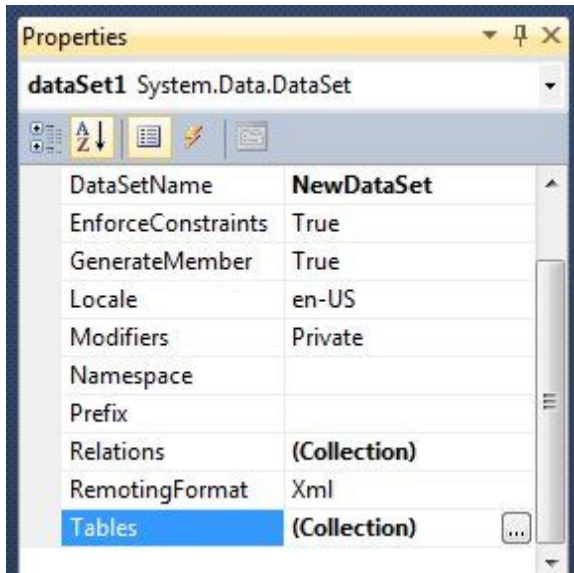 Properties
dataSet1 System.Data.DataSet
A
Z
DataSetName NewDataSet
EnforceConstraints True
GenerateMember True
Locale en-US
Modifiers Private
Namespace
Prefix
Relations (Collection)
RemotingFormat Xml
Tables (Collection) ...